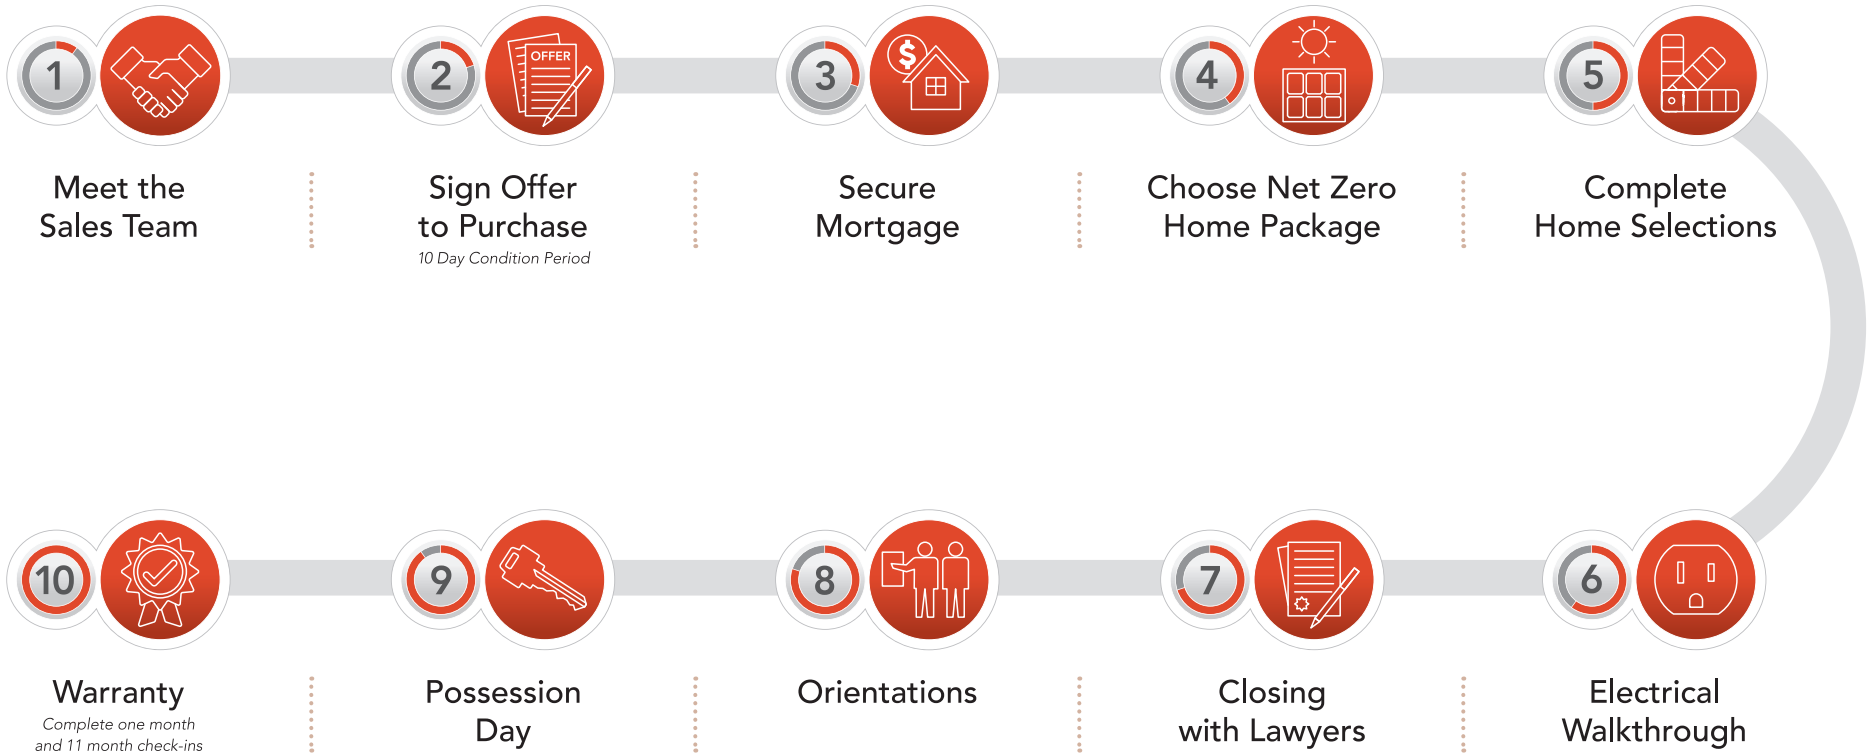 1
OFFER
Meet the
Sales Team
2
Sign Offer
to Purchase
10 Day Condition Period
3
$
Secure
Mortgage
4
Choose Net Zero
Home Package
5
Complete
Home Selections
6
Electrical
Walkthrough
7
Closing
with Lawyers
8
Orientations
9
Possession
Day
10
Warranty
Complete one month
and 11 month check-ins